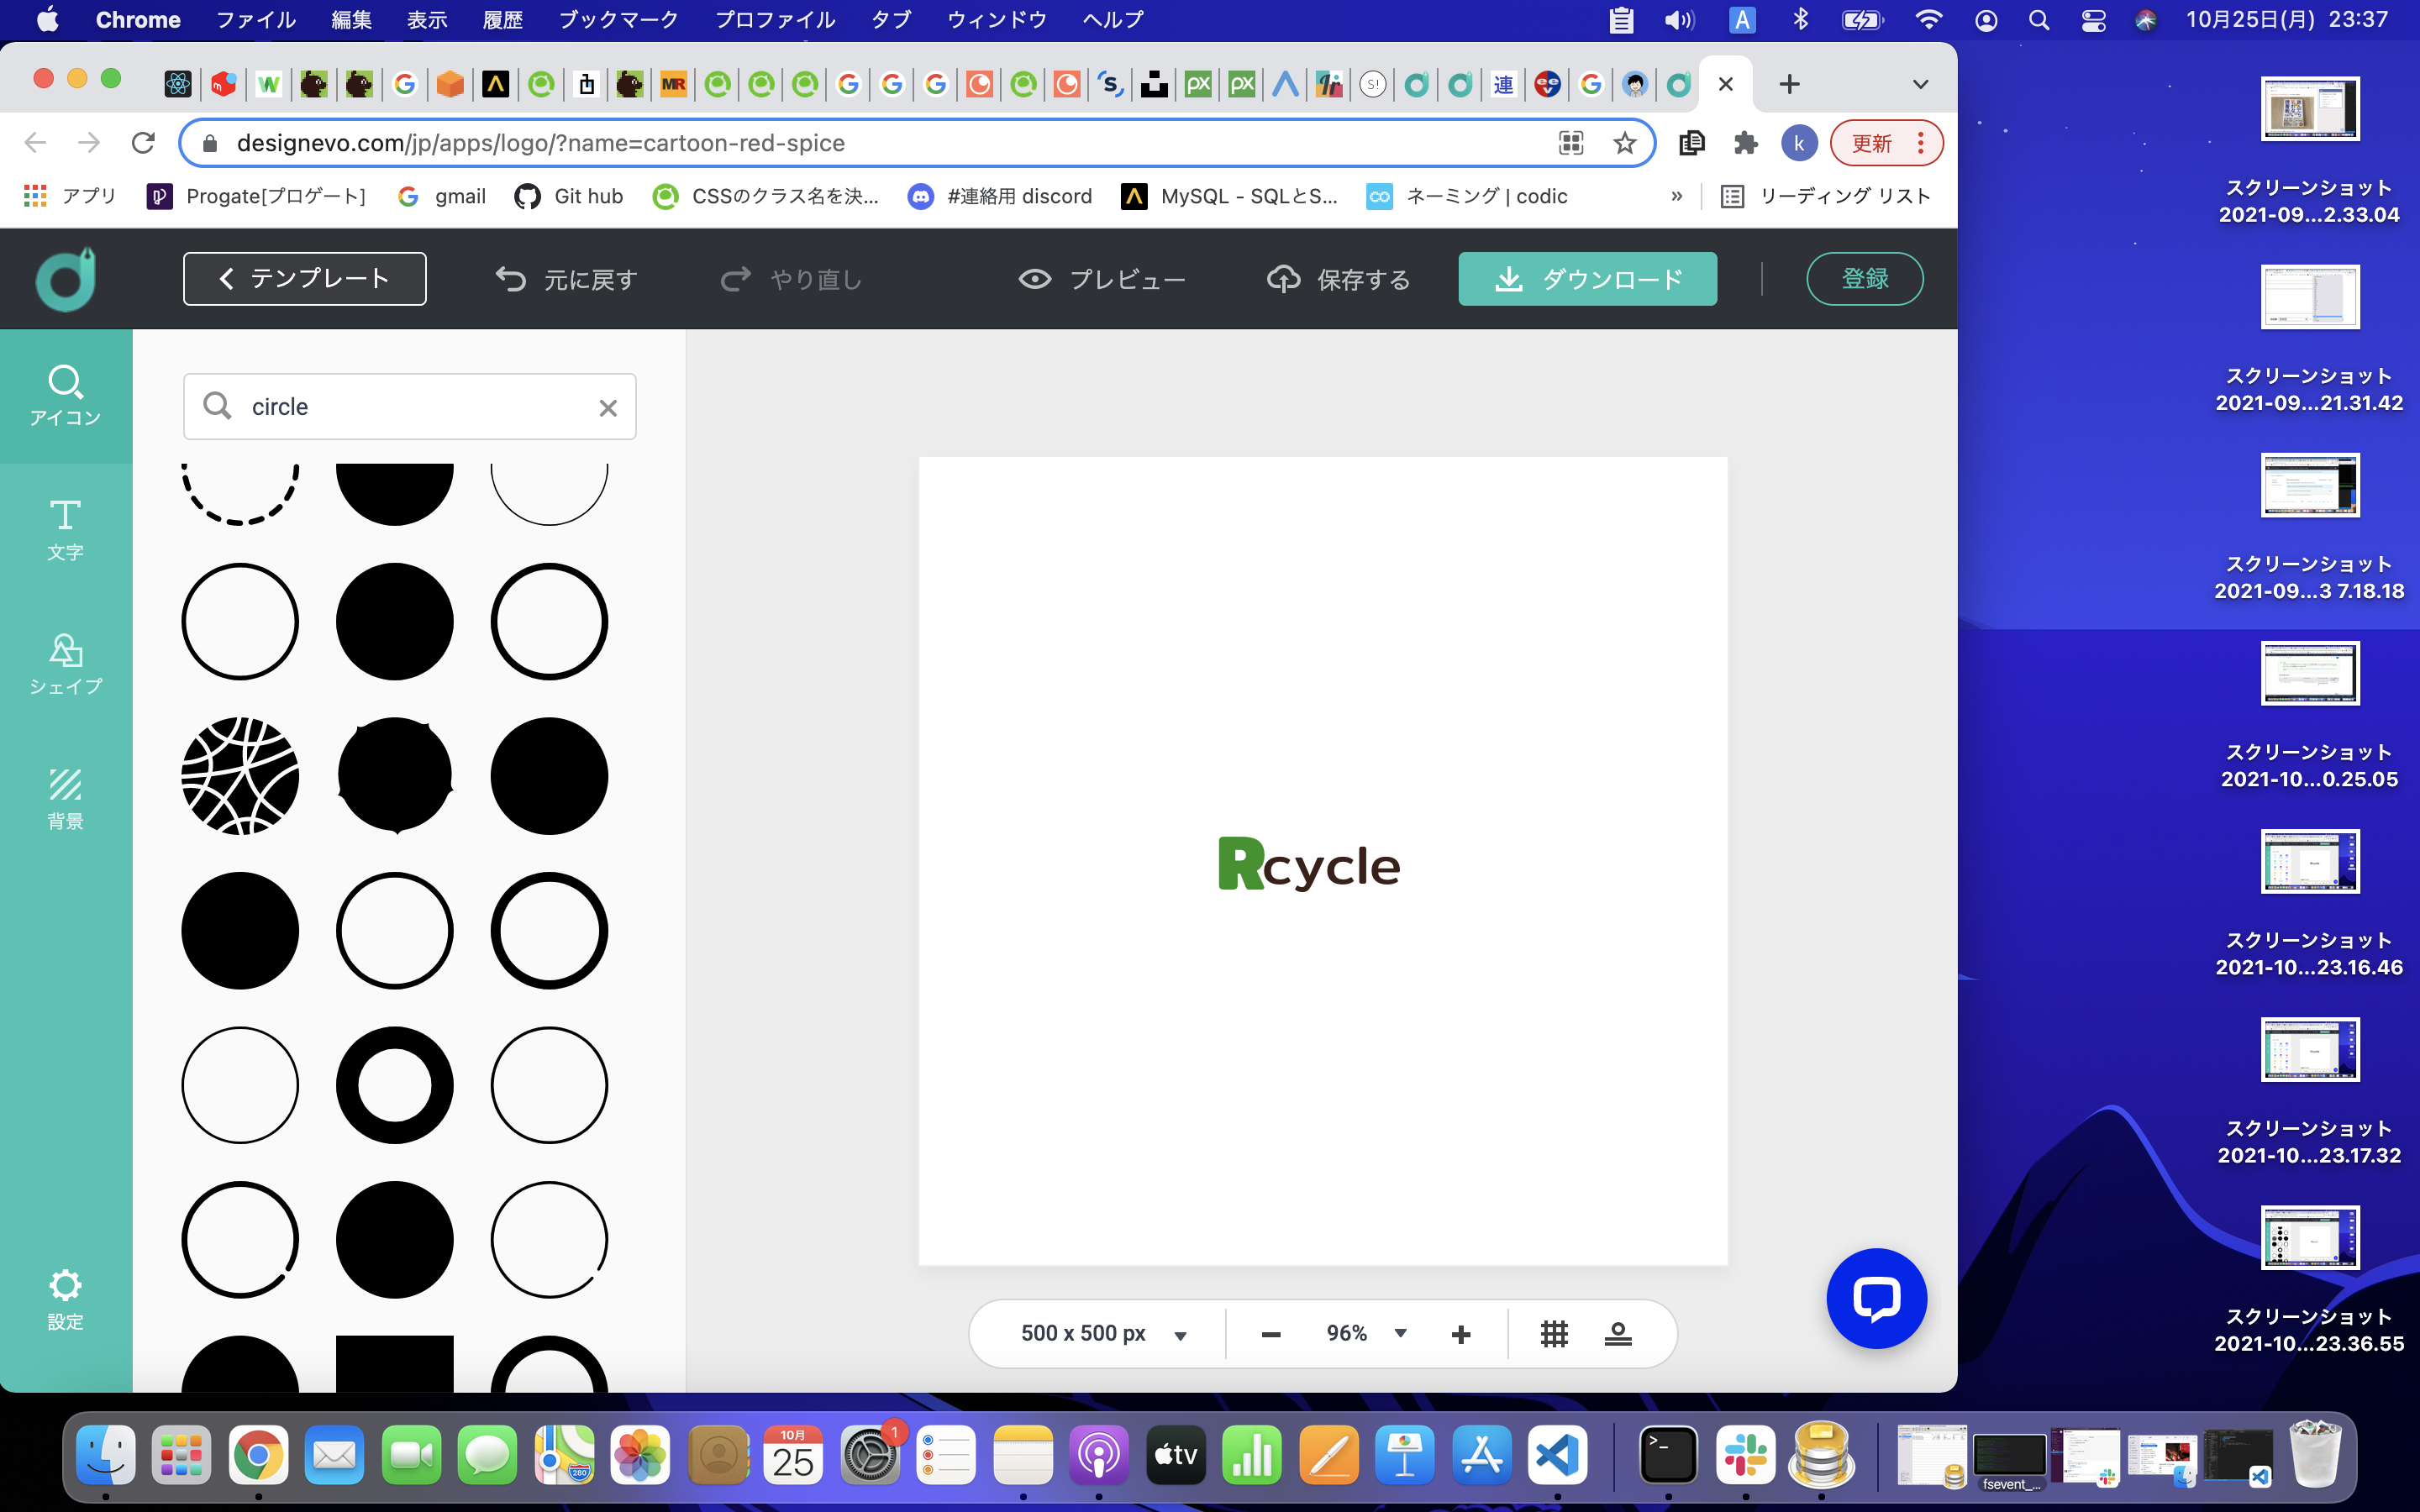 Chrome ファイル 編集 表示 履歴 ブックマーク プロファイル タブ ウィンドウ ヘルプ A 10月25日(月) 23:37
designevo.com/jp/apps/logo/?name=cartoon-red-spice k 更新
アプリ Progate[プロゲート] gmail Git hub CSSのクラス名を決... #連絡用 discord MySQL - SQLとS... ネーミング | codic » リーディング リスト
テンプレート 元に戻す やり直し プレビュー 保存する ダウンロード 登録
アイコン
文字
シェイプ
背景
設定
circle
Rcycle
500 x 500 px 96%
スクリーンショット
2021-09...2.33.04
スクリーンショット
2021-09...21.31.42
スクリーンショット
2021-09...3 7.18.18
スクリーンショット
2021-10...0.25.05
スクリーンショット
2021-10...23.16.46
スクリーンショット
2021-10...23.17.32
スクリーンショット
2021-10...23.36.55
10月
25
1
280
tv
fsevent_...